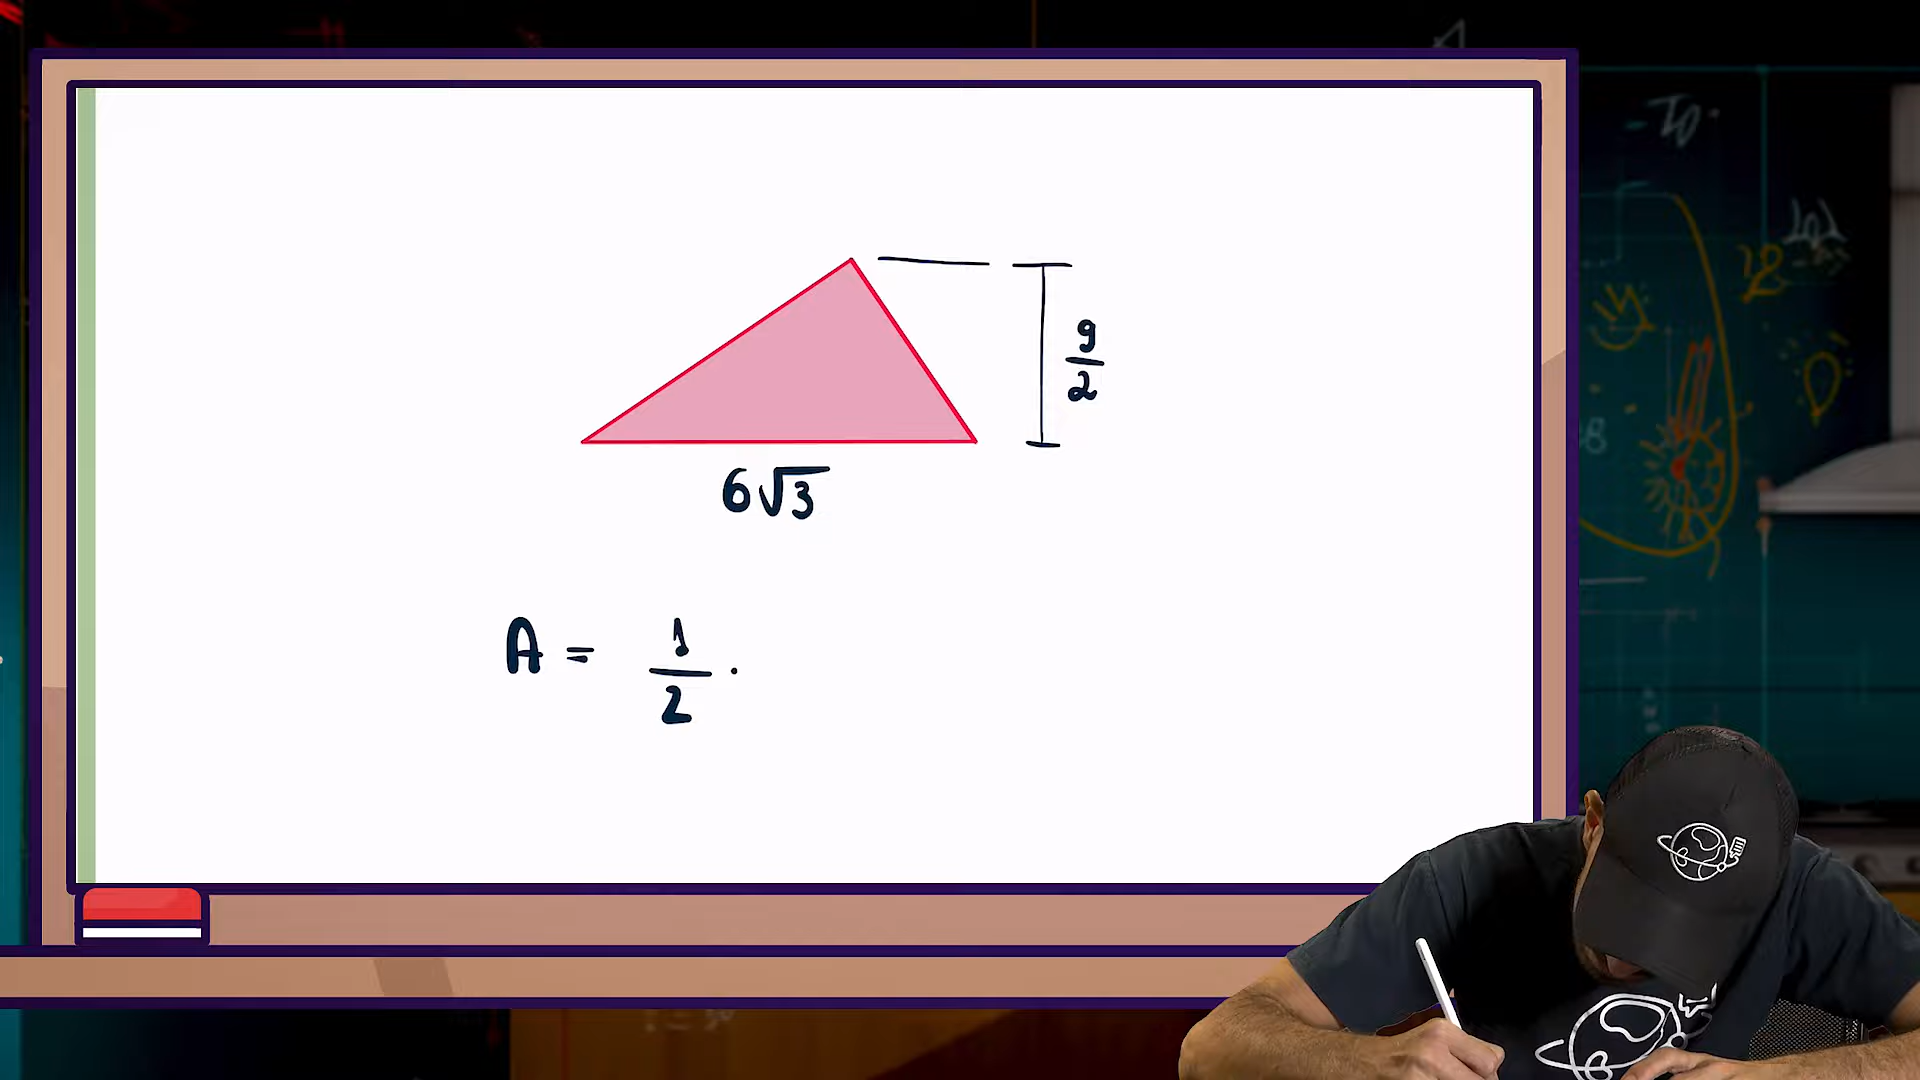 9/2
6√3
A = 1/2 ·